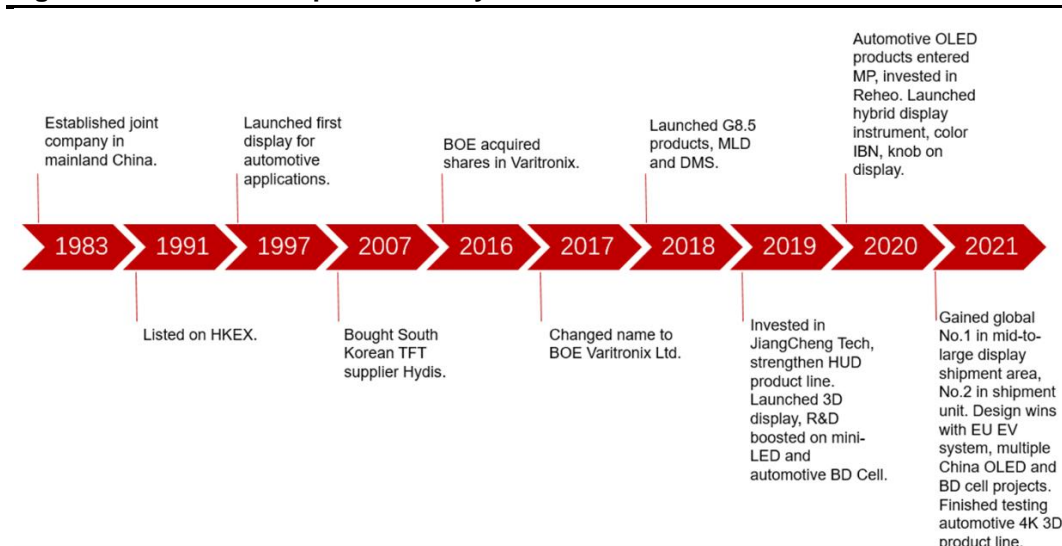 Established joint
company in
mainland China.
Launched first
display for
automotive
applications.
BOE acquired
shares in Varitronix.
Launched G8.5
products, MLD
and DMS.
Automotive OLED
products entered
MP, invested in
Reheo. Launched
hybrid display
instrument, color
IBN, knob on
display.
1983
1991
1997
2007
2016
2017
2018
2019
2020
2021
Listed on HKEX.
Bought South
Korean TFT
supplier Hydis.
Changed name to
BOE Varitronix Ltd.
Invested in
JiangCheng Tech,
strengthen HUD
product line.
Launched 3D
display, R&D
boosted on mini-
LED and
automotive BD Cell.
Gained global
No.1 in mid-to-
large display
shipment area,
No.2 in shipment
unit. Design wins
with EU EV
system, multiple
China OLED and
BD cell projects.
Finished testing
automotive 4K 3D
product line.